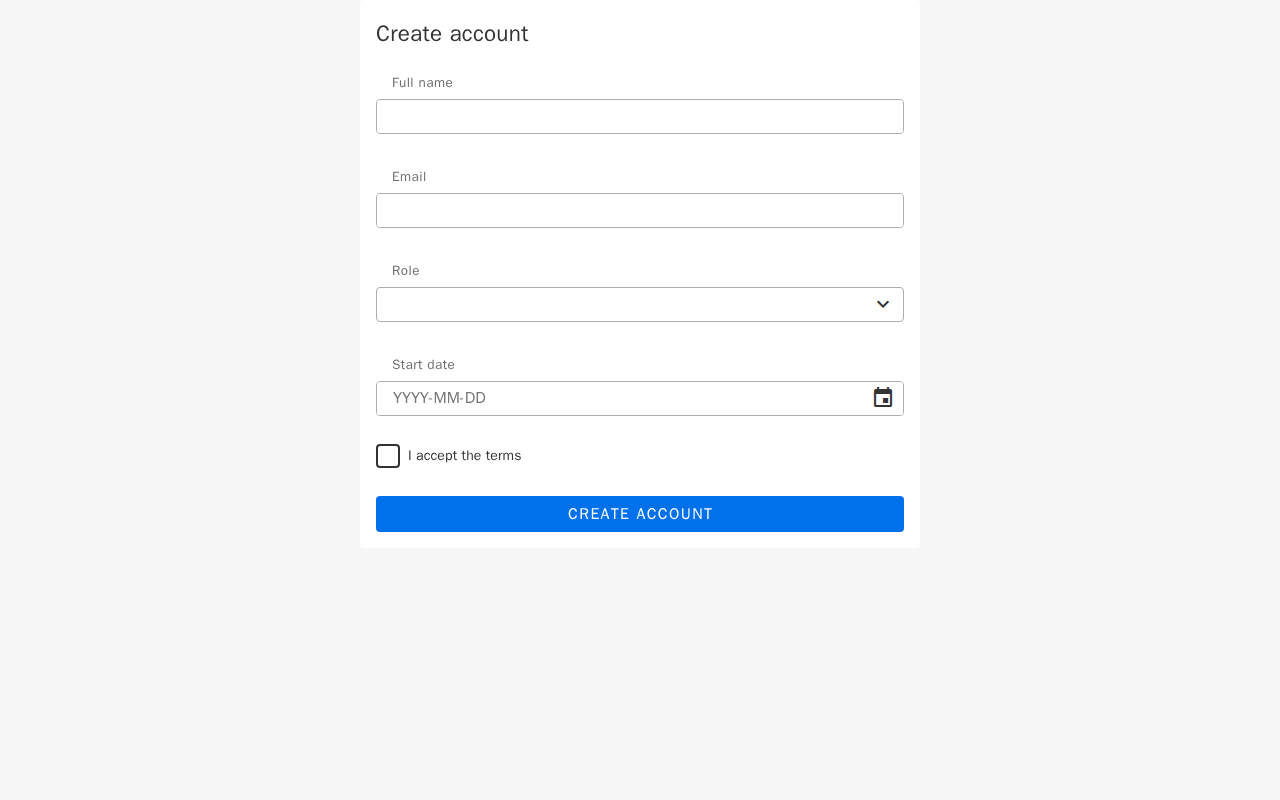 Create account
Full name
Email
Role
Start date
YYYY-MM-DD
I accept the terms
CREATE ACCOUNT